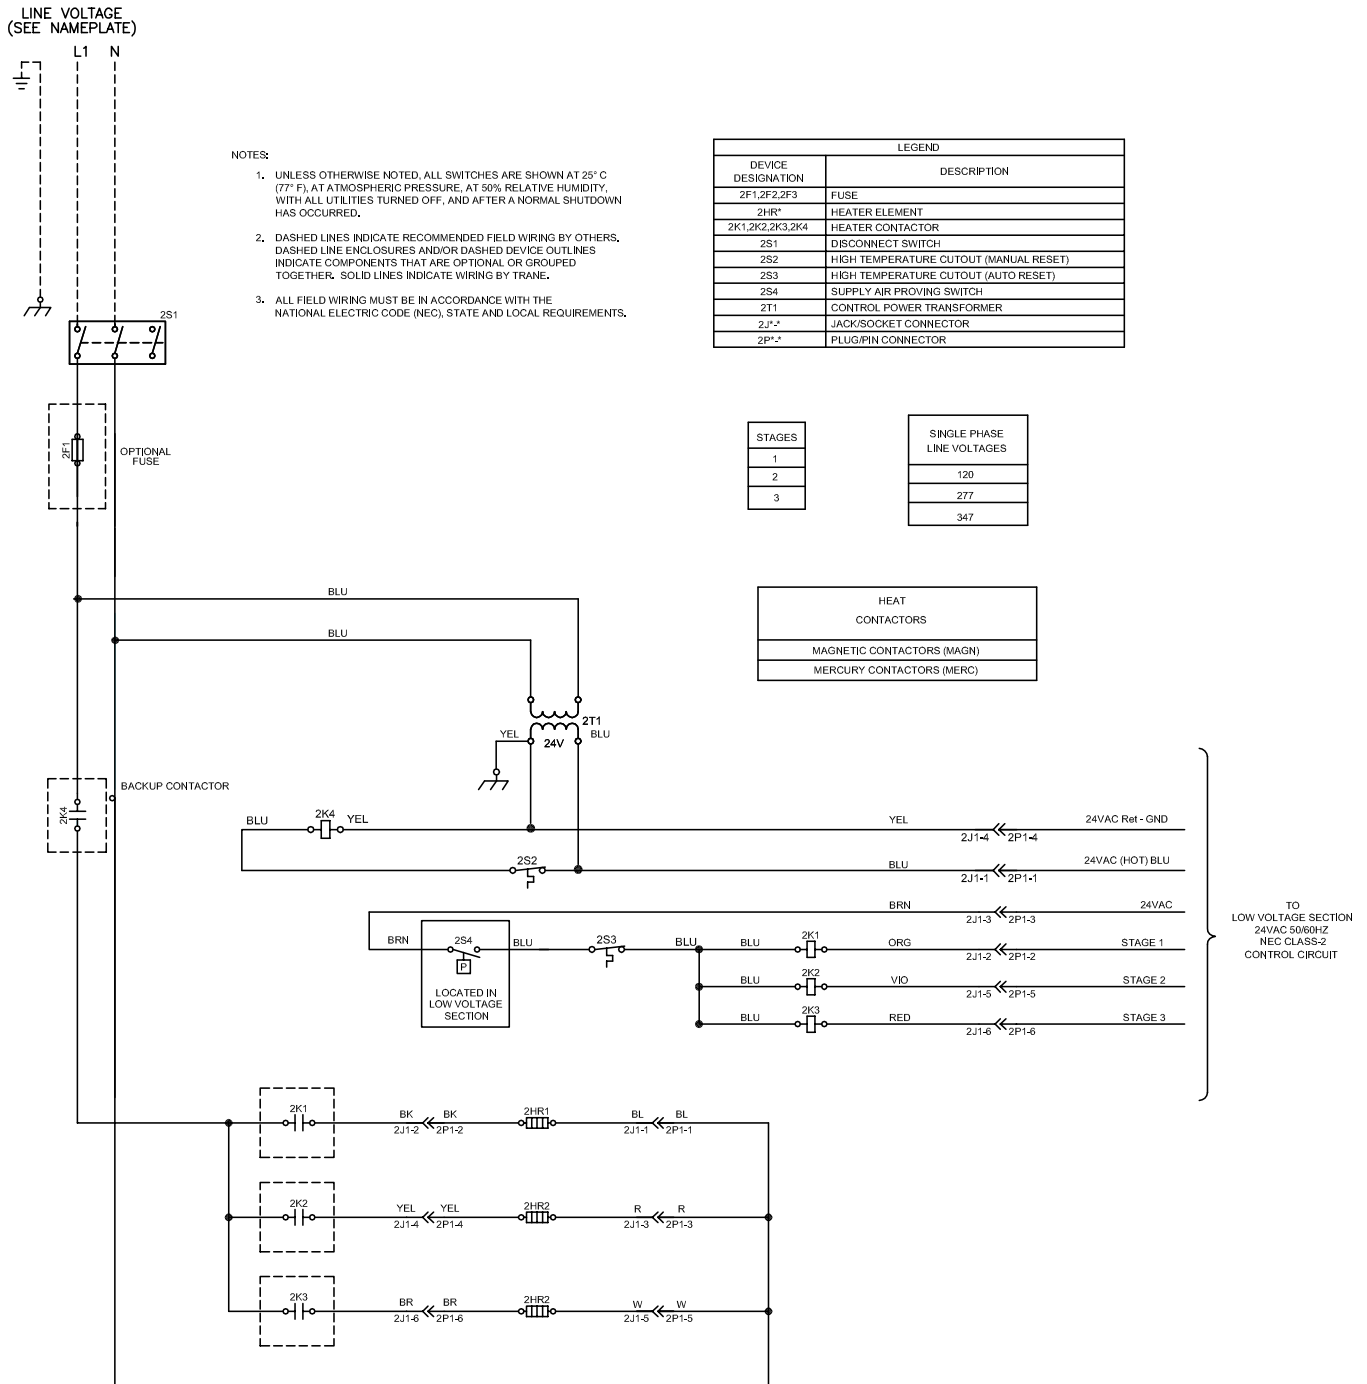 LINE VOLTAGE
(SEE NAMEPLATE)
L1 N
NOTES:
1. UNLESS OTHERWISE NOTED, ALL SWITCHES ARE SHOWN AT 25° C
(77° F), AT ATMOSPHERIC PRESSURE, AT 50% RELATIVE HUMIDITY,
WITH ALL UTILITIES TURNED OFF, AND AFTER A NORMAL SHUTDOWN
HAS OCCURRED.
2. DASHED LINES INDICATE RECOMMENDED FIELD WIRING BY OTHERS.
DASHED LINE ENCLOSURES AND/OR DASHED DEVICE OUTLINES
INDICATE COMPONENTS THAT ARE OPTIONAL OR GROUPED
TOGETHER. SOLID LINES INDICATE WIRING BY TRANE.
3. ALL FIELD WIRING MUST BE IN ACCORDANCE WITH THE
NATIONAL ELECTRIC CODE (NEC), STATE AND LOCAL REQUIREMENTS.
LEGEND
DEVICE
DESIGNATION
DESCRIPTION
2F1,2F2,2F3 FUSE
2HR* HEATER ELEMENT
2K1,2K2,2K3,2K4 HEATER CONTACTOR
2S1 DISCONNECT SWITCH
2S2 HIGH TEMPERATURE CUTOUT (MANUAL RESET)
2S3 HIGH TEMPERATURE CUTOUT (AUTO RESET)
2S4 SUPPLY AIR PROVING SWITCH
2T1 CONTROL POWER TRANSFORMER
2J*-* JACK/SOCKET CONNECTOR
2P*-* PLUG/PIN CONNECTOR
2S1
2F1
OPTIONAL
FUSE
STAGES
1
2
3
SINGLE PHASE
LINE VOLTAGES
120
277
347
BLU
BLU
HEAT
CONTACTORS
MAGNETIC CONTACTORS (MAGN)
MERCURY CONTACTORS (MERC)
2T1
YEL 24V BLU
BACKUP CONTACTOR
2K4
BLU 2K4 YEL YEL 2J1-4 2P1-4 24VAC Ret - GND
2S2 BLU 2J1-1 2P1-1 24VAC (HOT) BLU
BRN 2J1-3 2P1-3 24VAC
BRN 2S4 BLU 2S3 BLU BLU 2K1 ORG 2J1-2 2P1-2 STAGE 1
P
BLU 2K2 VIO 2J1-5 2P1-5 STAGE 2
LOCATED IN
LOW VOLTAGE
SECTION
BLU 2K3 RED 2J1-6 2P1-6 STAGE 3
TO
LOW VOLTAGE SECTION
24VAC 50/60HZ
NEC CLASS-2
CONTROL CIRCUIT
2K1 BK BK 2HR1 BL BL
2J1-2 2P1-2 2J1-1 2P1-1
2K2 YEL YEL 2HR2 R R
2J1-4 2P1-4 2J1-3 2P1-3
2K3 BR BR 2HR2 W W
2J1-6 2P1-6 2J1-5 2P1-5